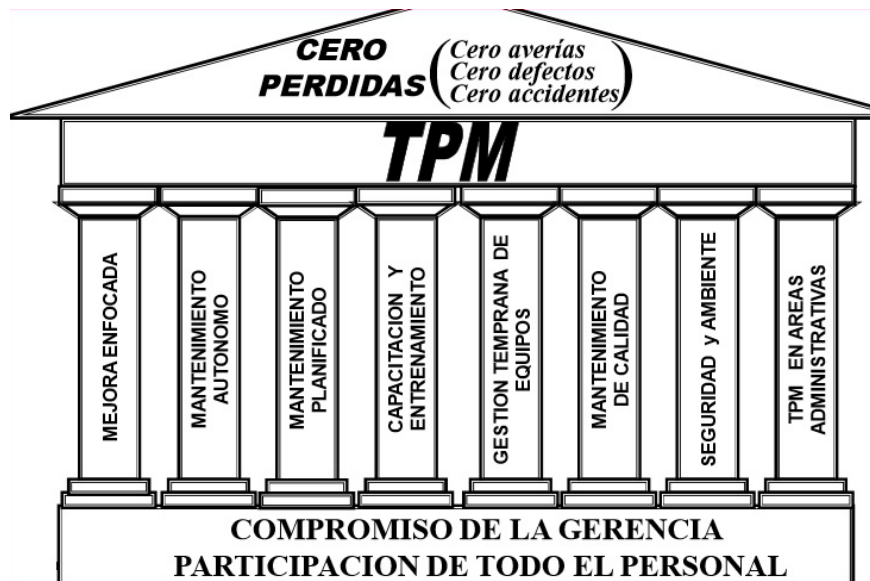 CERO
PERDIDAS
(Cero averías
Cero defectos
Cero accidentes)
TPM
MEJORA ENFOCADA
MANTENIMIENTO
AUTONOMO
MANTENIMIENTO
PLANIFICADO
CAPACITACION Y
ENTRENAMIENTO
GESTION TEMPRANA DE
EQUIPOS
MANTENIMIENTO
DE CALIDAD
SEGURIDAD y AMBIENTE
TPM EN AREAS
ADMINISTRATIVAS
COMPROMISO DE LA GERENCIA
PARTICIPACION DE TODO EL PERSONAL